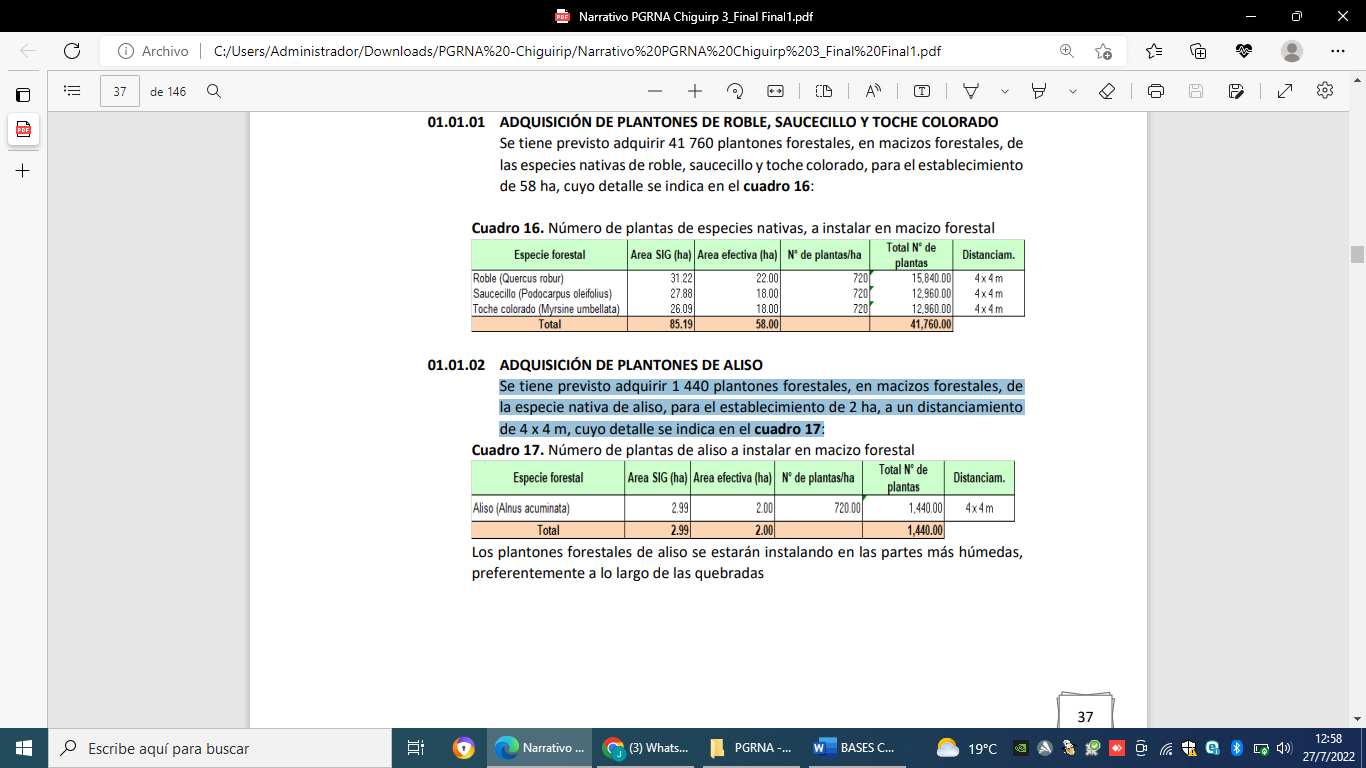 Narrativo PGRNA Chiguirp 3_Final Final1.pdf
Archivo C:/Users/Administrador/Downloads/PGRNA%20-Chiguirip/Narrativo%20PGRNA%20Chiguirp%203_Final%20Final1.pdf
37 de 146
01.01.01 ADQUISICIÓN DE PLANTONES DE ROBLE, SAUCECILLO Y TOCHE COLORADO
Se tiene previsto adquirir 41 760 plantones forestales, en macizos forestales, de
las especies nativas de roble, saucecillo y toche colorado, para el establecimiento
de 58 ha, cuyo detalle se indica en el cuadro 16:
Cuadro 16. Número de plantas de especies nativas, a instalar en macizo forestal
Especie forestal Area SIG (ha) Area efectiva (ha) N° de plantas/ha Total N° de plantas Distanciam.
Roble (Quercus robur) 31.22 22.00 720 15,840.00 4 x 4 m
Saucecillo (Podocarpus oleifolius) 27.88 18.00 720 12,960.00 4 x 4 m
Toche colorado (Myrsine umbellata) 26.09 18.00 720 12,960.00 4 x 4 m
Total 85.19 58.00 41,760.00
01.01.02 ADQUISICIÓN DE PLANTONES DE ALISO
Se tiene previsto adquirir 1 440 plantones forestales, en macizos forestales, de
la especie nativa de aliso, para el establecimiento de 2 ha, a un distanciamiento
de 4 x 4 m, cuyo detalle se indica en el cuadro 17:
Cuadro 17. Número de plantas de aliso a instalar en macizo forestal
Especie forestal Area SIG (ha) Area efectiva (ha) N° de plantas/ha Total N° de plantas Distanciam.
Aliso (Alnus acuminata) 2.99 2.00 720.00 1,440.00 4 x 4 m
Total 2.99 2.00 1,440.00
Los plantones forestales de aliso se estarán instalando en las partes más húmedas,
preferentemente a lo largo de las quebradas
37
Escribe aquí para buscar Narrativo ... (3) Whats... PGRNA -... BASES C... 19°C 12:58
27/7/2022